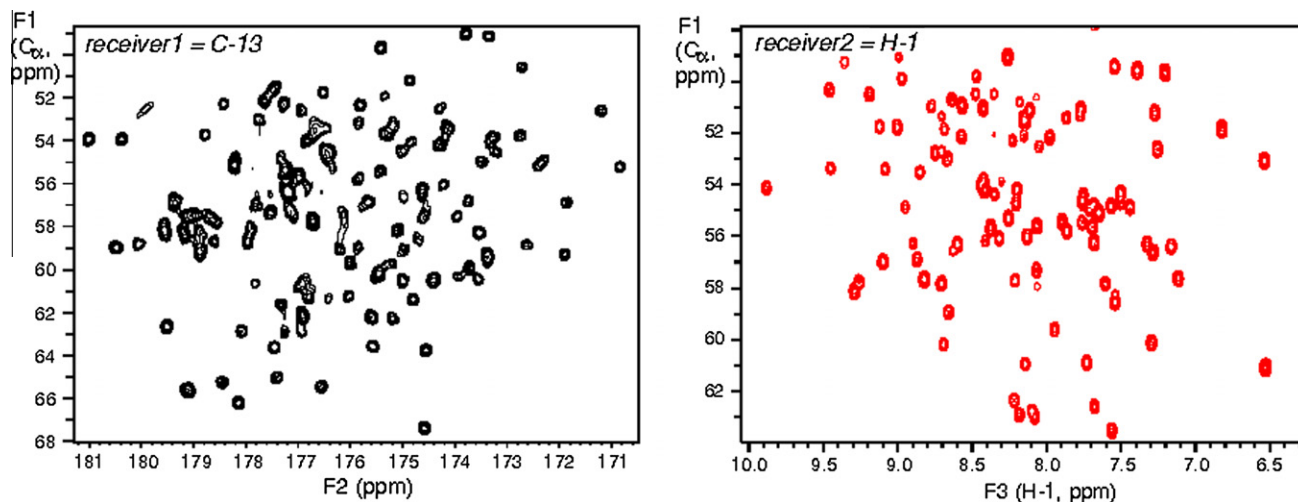 F1
(Cα,
ppm)
receiver1 = C-13
52
54
56
58
60
62
64
66
68
181 180 179 178 177 176 175 174 173 172 171
F2 (ppm)
F1
(Cα,
ppm)
receiver2 = H-1
52
54
56
58
60
62
10.0 9.5 9.0 8.5 8.0 7.5 7.0 6.5
F3 (H-1, ppm)